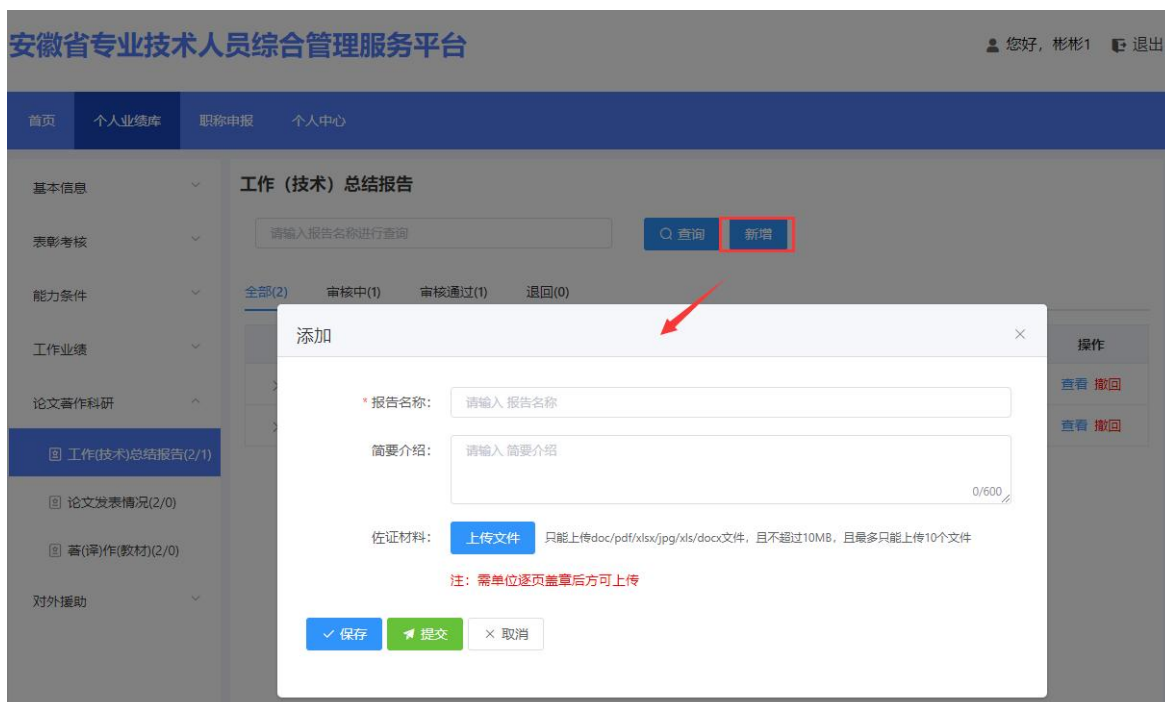 安徽省专业技术人员综合管理服务平台
您好，彬彬1 退出
首页 个人业绩库 职称申报 个人中心
基本信息
表彰考核
能力条件
工作业绩
论文著作科研
工作(技术)总结报告(2/1)
论文发表情况(2/0)
著(译)作(教材)(2/0)
对外援助
工作（技术）总结报告
请输入报告名称进行查询 查询 新增
全部(2) 审核中(1) 审核通过(1) 退回(0)
操作
查看 撤回
查看 撤回
添加
* 报告名称： 请输入 报告名称
简要介绍： 请输入 简要介绍
0/600
佐证材料： 上传文件 只能上传doc/pdf/xlsx/jpg/xls/docx文件，且不超过10MB，且最多只能上传10个文件
注：需单位逐页盖章后方可上传
保存 提交 取消